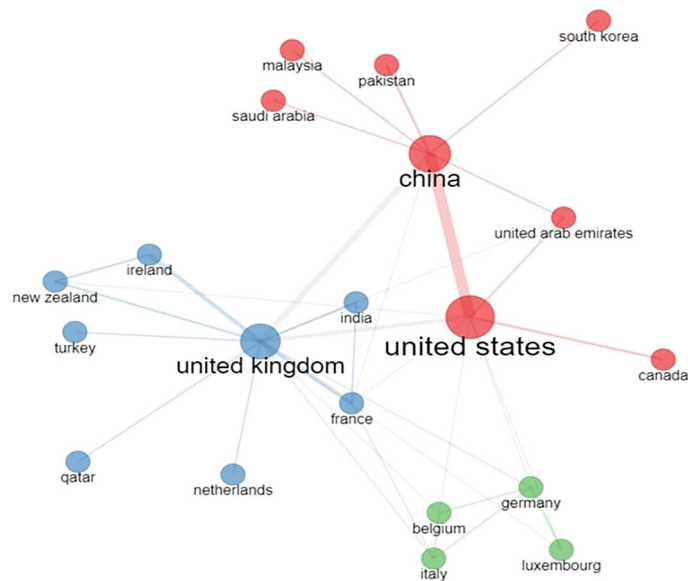 south korea
malaysia
pakistan
saudi arabia
china
united arab emirates
ireland
new zealand
india
turkey
united states
united kingdom
canada
france
qatar
netherlands
germany
belgium
luxembourg
italy